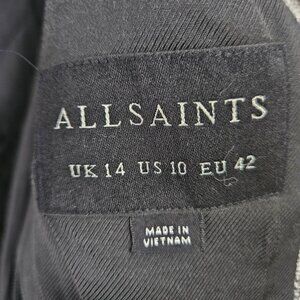 ALLSAINTS
UK 14 US 10 EU 42
MADE IN
VIETNAM